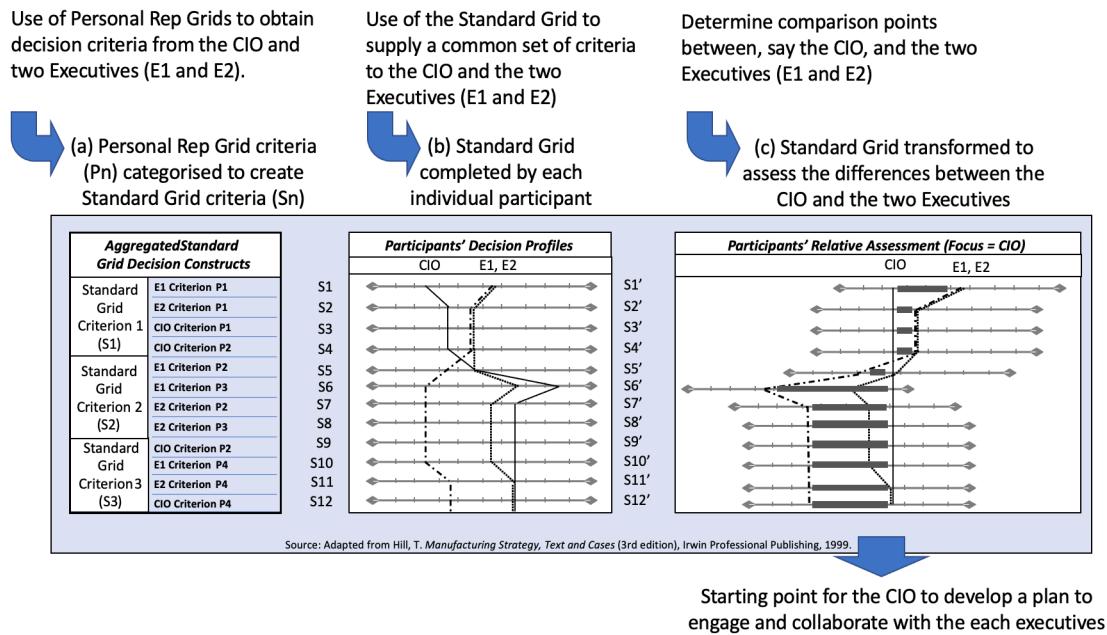 Use of Personal Rep Grids to obtain
decision criteria from the CIO and
two Executives (E1 and E2).
Use of the Standard Grid to
supply a common set of criteria
to the CIO and the two
Executives (E1 and E2)
Determine comparison points
between, say the CIO, and the two
Executives (E1 and E2)
(a) Personal Rep Grid criteria
(Pn) categorised to create
Standard Grid criteria (Sn)
(b) Standard Grid
completed by each
individual participant
(c) Standard Grid transformed to
assess the differences between the
CIO and the two Executives
AggregatedStandard
Grid Decision Constructs
Standard
Grid
Criterion 1
(S1)
E1 Criterion P1
E2 Criterion P1
CIO Criterion P1
CIO Criterion P2
Standard
Grid
Criterion 2
(S2)
E1 Criterion P2
E1 Criterion P3
E2 Criterion P2
E2 Criterion P3
Standard
Grid
Criterion3
(S3)
CIO Criterion P2
E1 Criterion P4
E2 Criterion P4
CIO Criterion P4
Participants' Decision Profiles
CIO E1, E2
S1
S2
S3
S4
S5
S6
S7
S8
S9
S10
S11
S12
Participants' Relative Assessment (Focus = CIO)
CIO E1, E2
S1′
S2′
S3′
S4′
S5′
S6′
S7′
S8′
S9′
S10′
S11′
S12′
Source: Adapted from Hill, T. Manufacturing Strategy, Text and Cases (3rd edition), Irwin Professional Publishing, 1999.
Starting point for the CIO to develop a plan to
engage and collaborate with the each executives